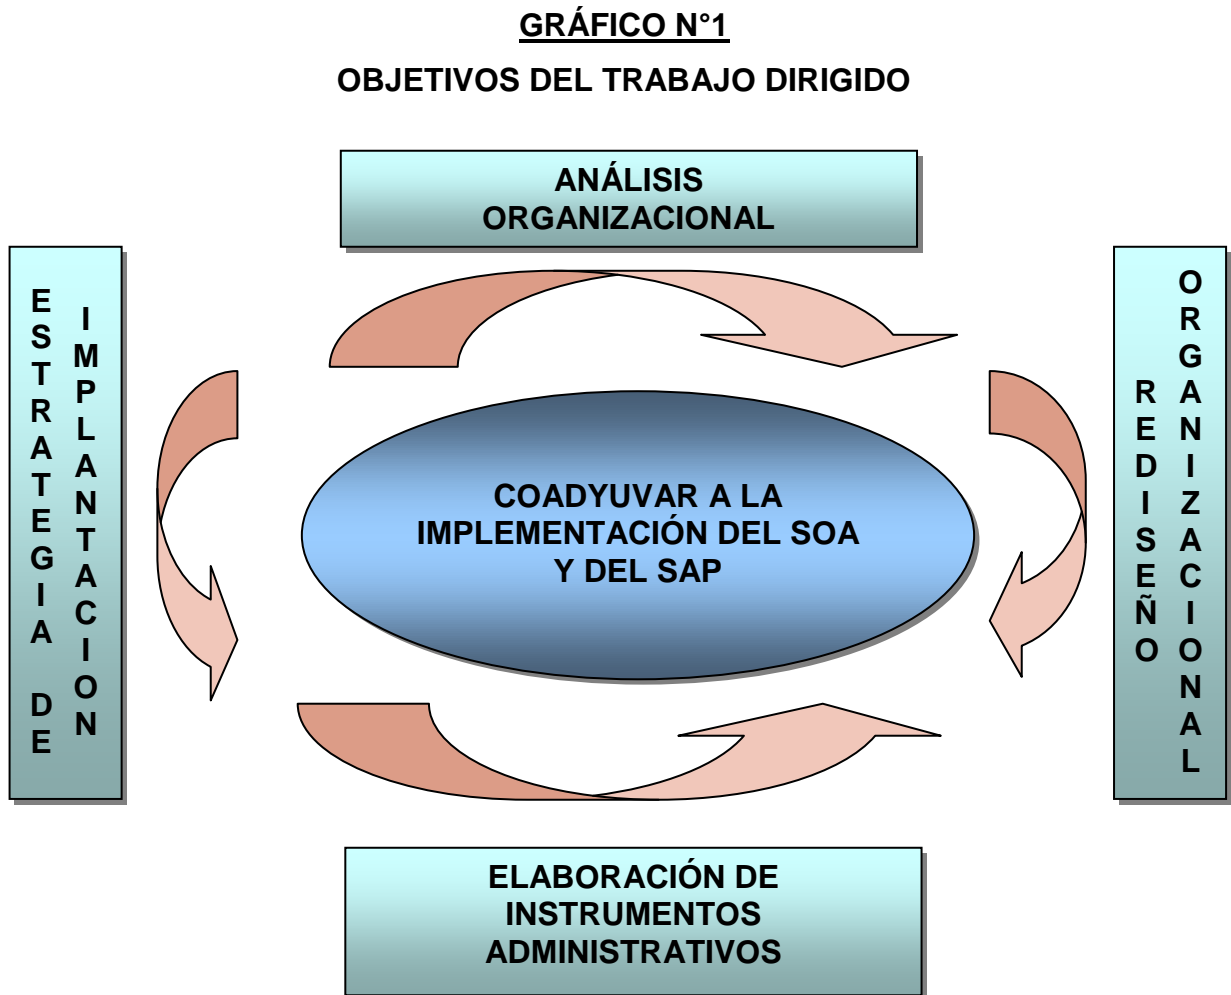 GRÁFICO N°1
OBJETIVOS DEL TRABAJO DIRIGIDO
ANÁLISIS
ORGANIZACIONAL
ESTRATEGIA DE
IMPLANTACION
COADYUVAR A LA
IMPLEMENTACIÓN DEL SOA
Y DEL SAP
REDISEÑO
ORGANIZACIONAL
ELABORACIÓN DE
INSTRUMENTOS
ADMINISTRATIVOS